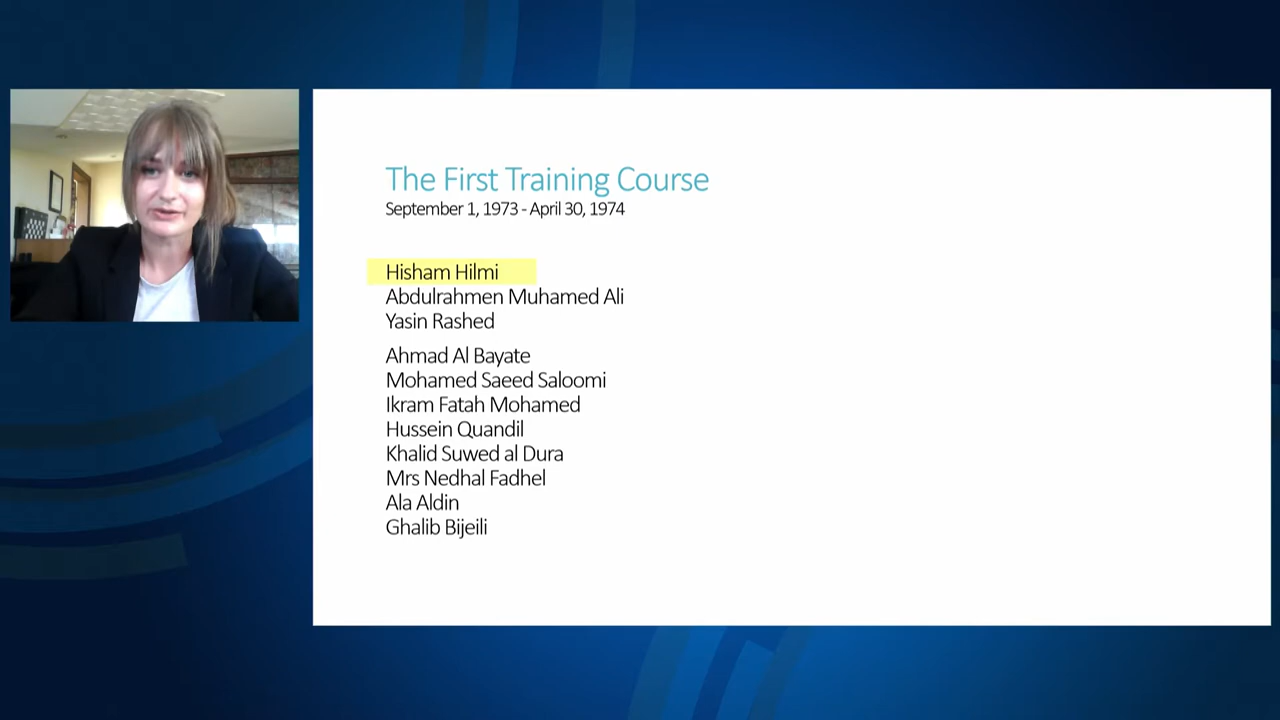 The First Training Course
September 1, 1973 - April 30, 1974
Hisham Hilmi
Abdulrahmen Muhamed Ali
Yasin Rashed
Ahmad Al Bayate
Mohamed Saeed Saloomi
Ikram Fatah Mohamed
Hussein Quandil
Khalid Suwed al Dura
Mrs Nedhal Fadhel
Ala Aldin
Ghalib Bijeili